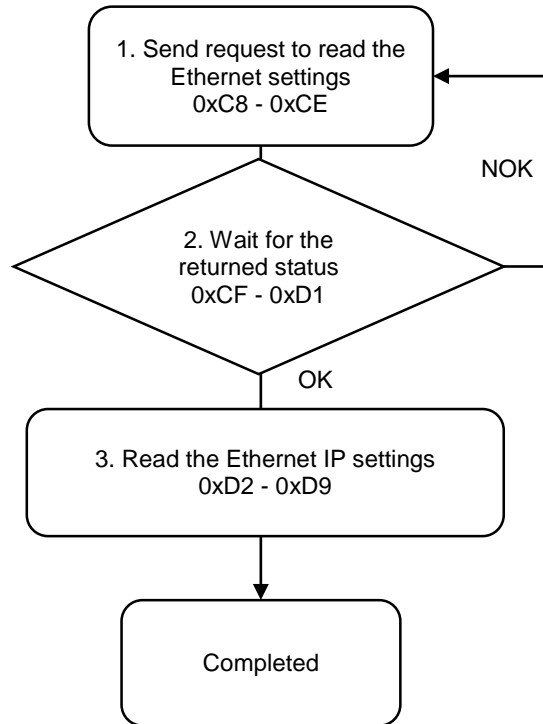 1. Send request to read the
Ethernet settings
0xC8 - 0xCE
NOK
2. Wait for the
returned status
0xCF - 0xD1
OK
3. Read the Ethernet IP settings
0xD2 - 0xD9
Completed